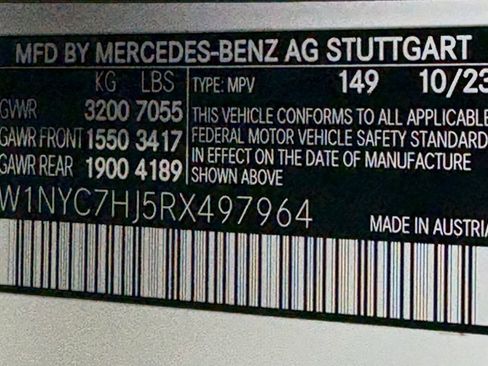 MFD BY MERCEDES-BENZ AG STUTTGART
KG LBS TYPE: MPV 149 10/23
GVWR 3200 7055 THIS VEHICLE CONFORMS TO ALL APPLICABLE
GAWR FRONT 1550 3417 FEDERAL MOTOR VEHICLE SAFETY STANDARD
IN EFFECT ON THE DATE OF MANUFACTURE
GAWR REAR 1900 4189 SHOWN ABOVE
W1NYC7HJ5RX497964 MADE IN AUSTRIA